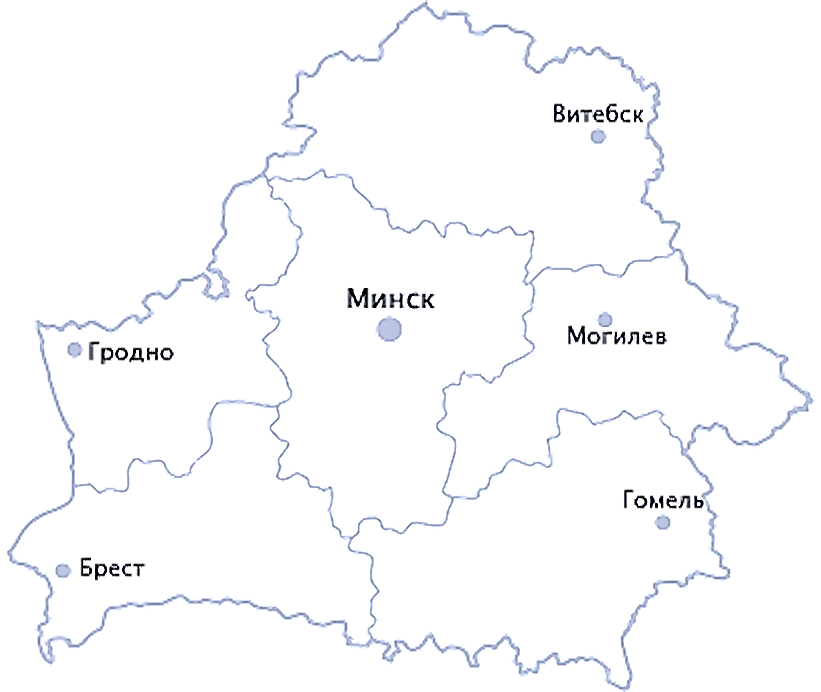 Витебск
Минск
Могилев
Гродно
Гомель
Брест